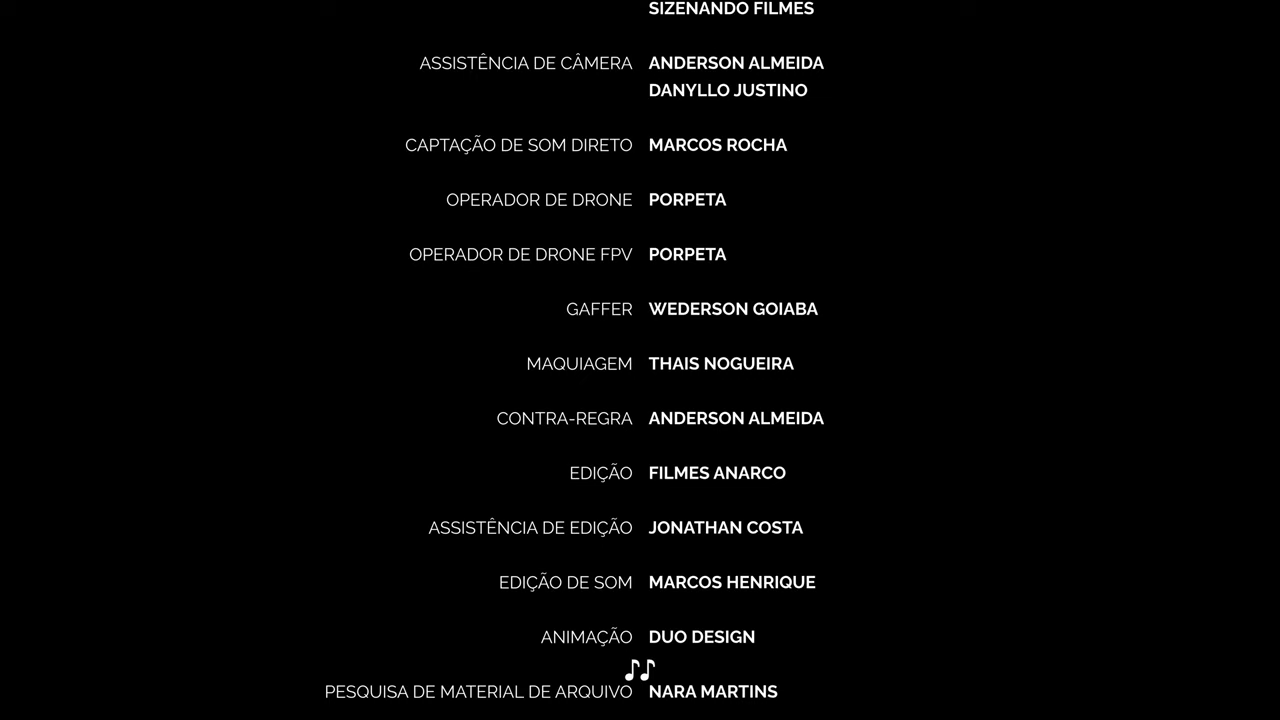 SIZENANDO FILMES
ASSISTÊNCIA DE CÂMERA ANDERSON ALMEIDA
DANYLLO JUSTINO
CAPTAÇÃO DE SOM DIRETO MARCOS ROCHA
OPERADOR DE DRONE PORPETA
OPERADOR DE DRONE FPV PORPETA
GAFFER WEDERSON GOIABA
MAQUIAGEM THAIS NOGUEIRA
CONTRA-REGRA ANDERSON ALMEIDA
EDIÇÃO FILMES ANARCO
ASSISTÊNCIA DE EDIÇÃO JONATHAN COSTA
EDIÇÃO DE SOM MARCOS HENRIQUE
ANIMAÇÃO DUO DESIGN
♪♪
PESQUISA DE MATERIAL DE ARQUIVO NARA MARTINS